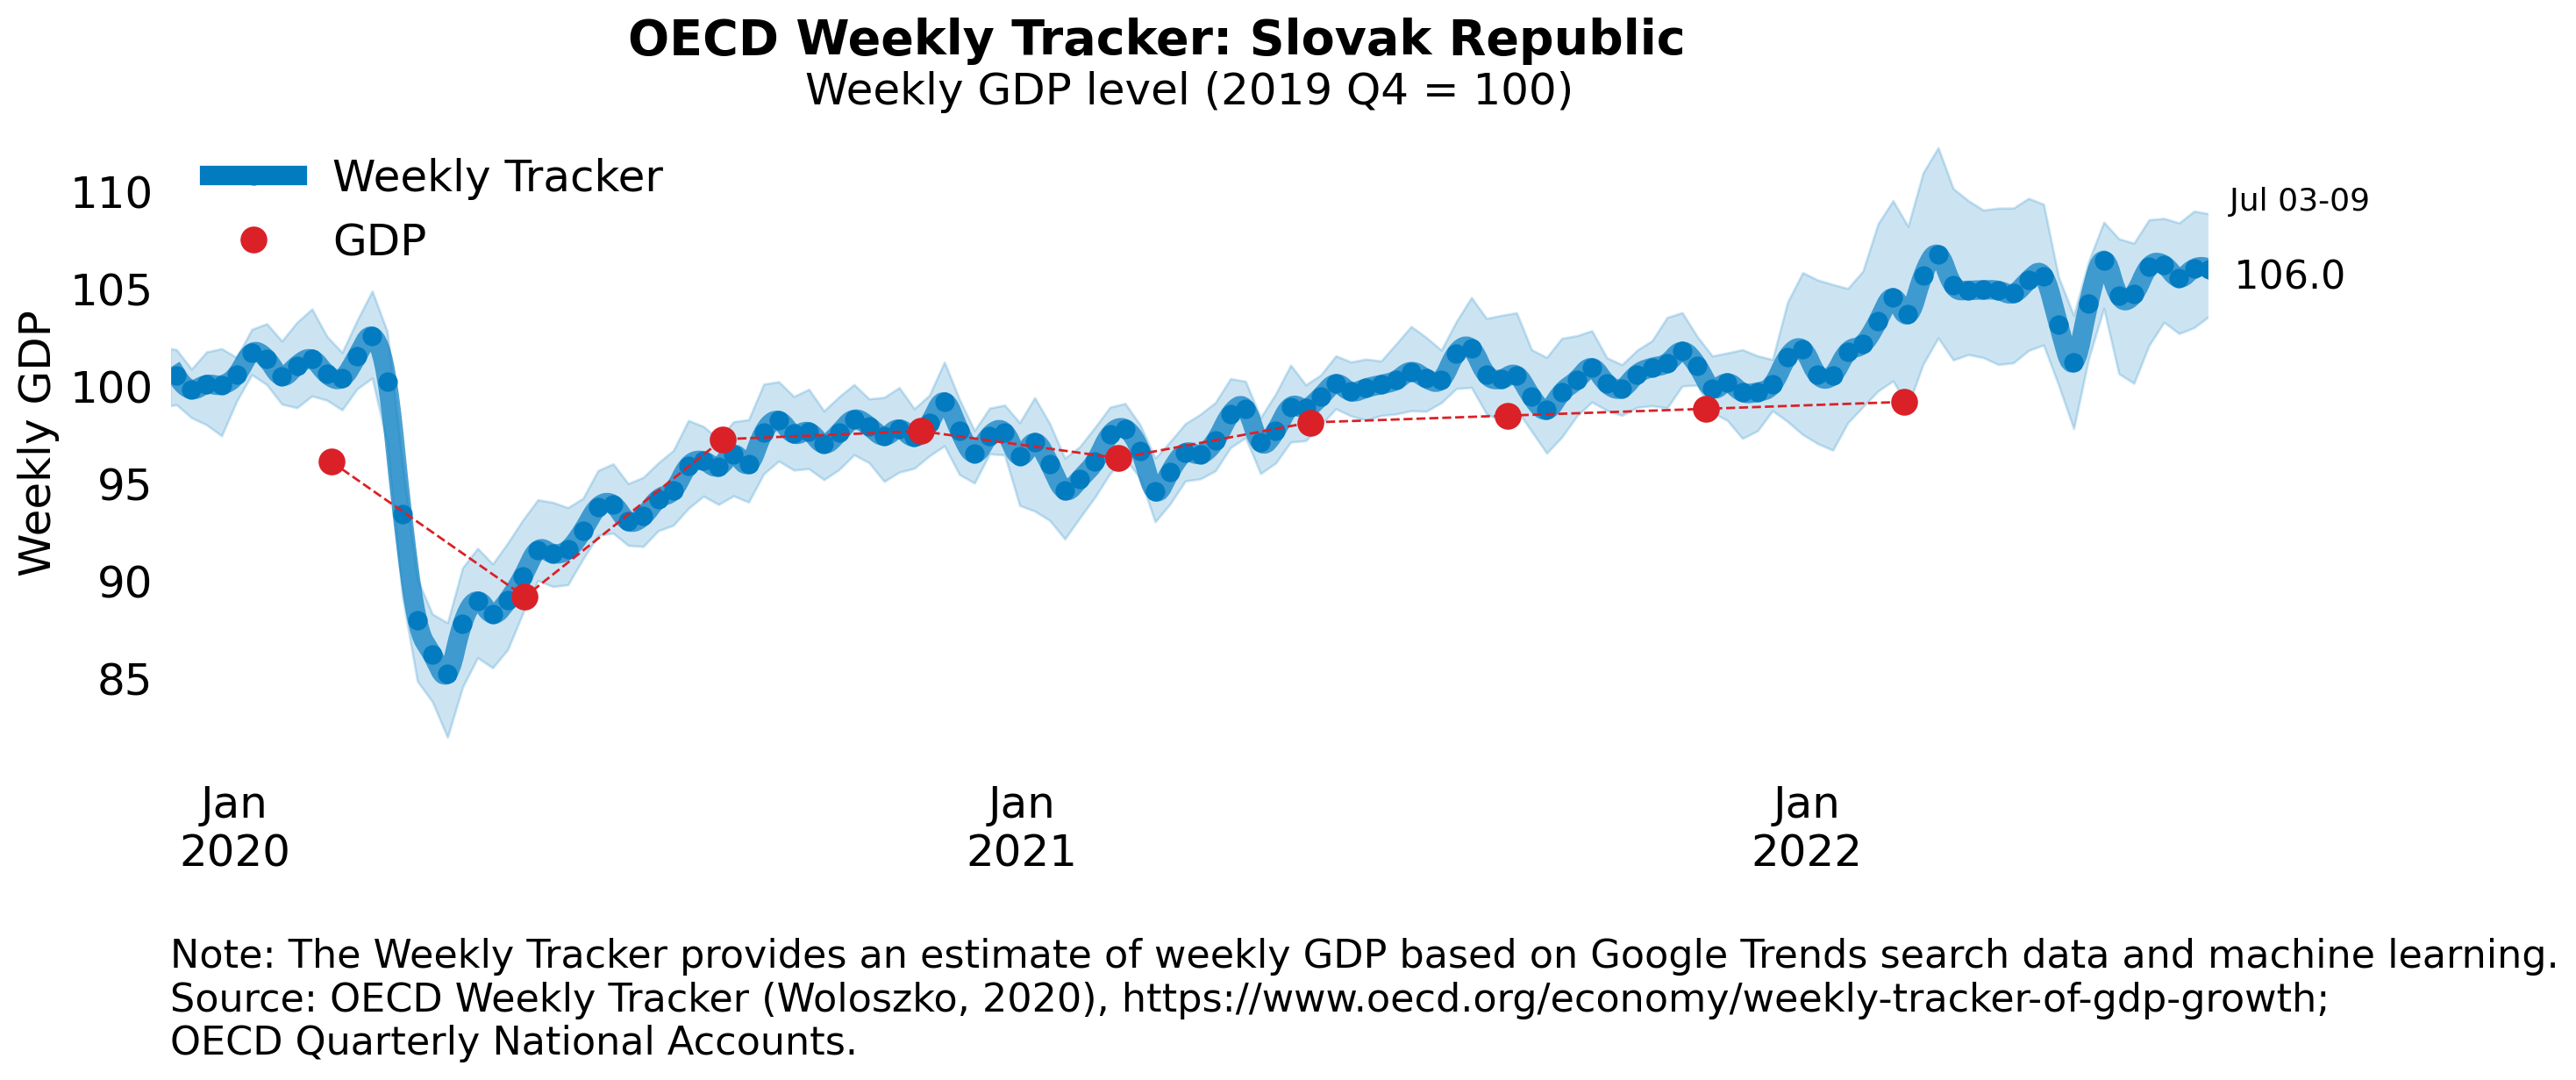 OECD Weekly Tracker: Slovak Republic
Weekly GDP level (2019 Q4 = 100)
Weekly Tracker
GDP
Weekly GDP
110
105
100
95
90
85
Jul 03-09
106.0
Jan
2020
Jan
2021
Jan
2022
Note: The Weekly Tracker provides an estimate of weekly GDP based on Google Trends search data and machine learning.
Source: OECD Weekly Tracker (Woloszko, 2020), https://www.oecd.org/economy/weekly-tracker-of-gdp-growth;
OECD Quarterly National Accounts.